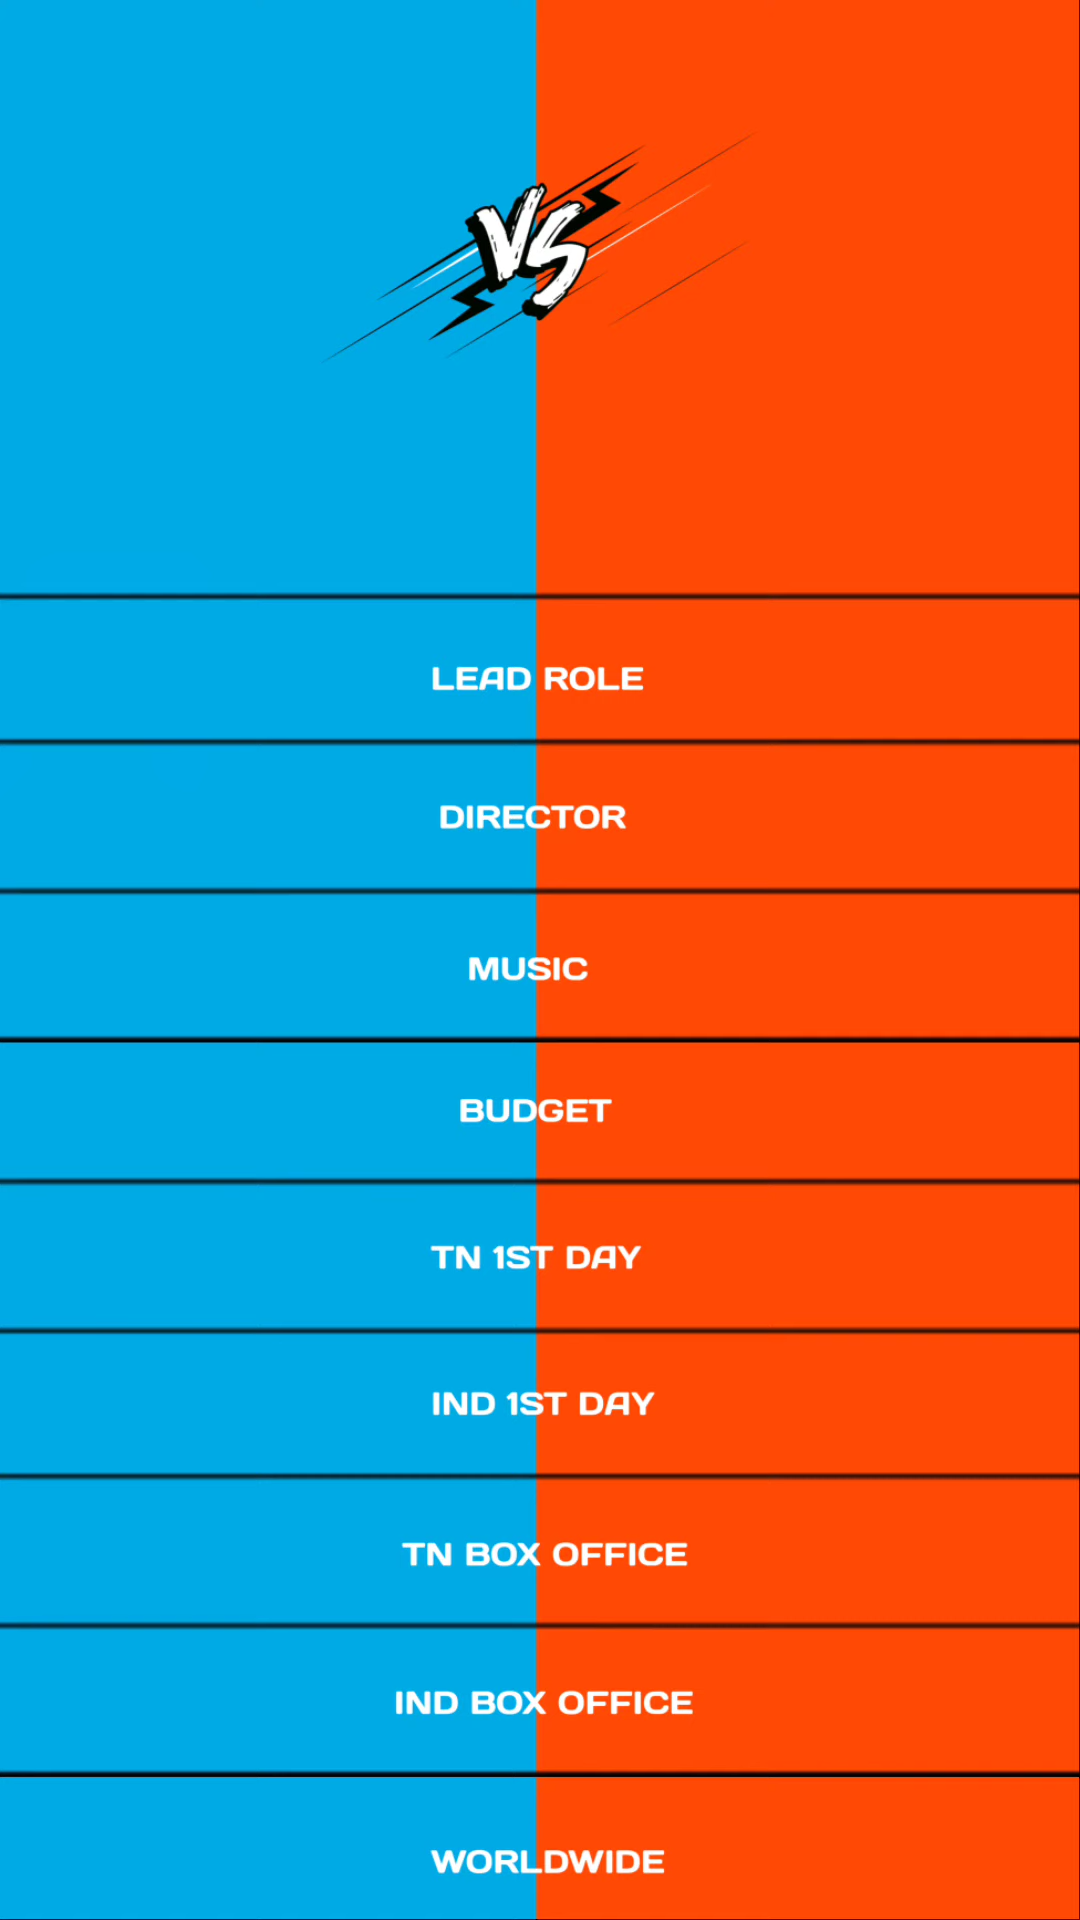 VS
LEAD ROLE
DIRECTOR
MUSIC
BUDGET
TN 1ST DAY
IND 1ST DAY
TN BOX OFFICE
IND BOX OFFICE
WORLDWIDE